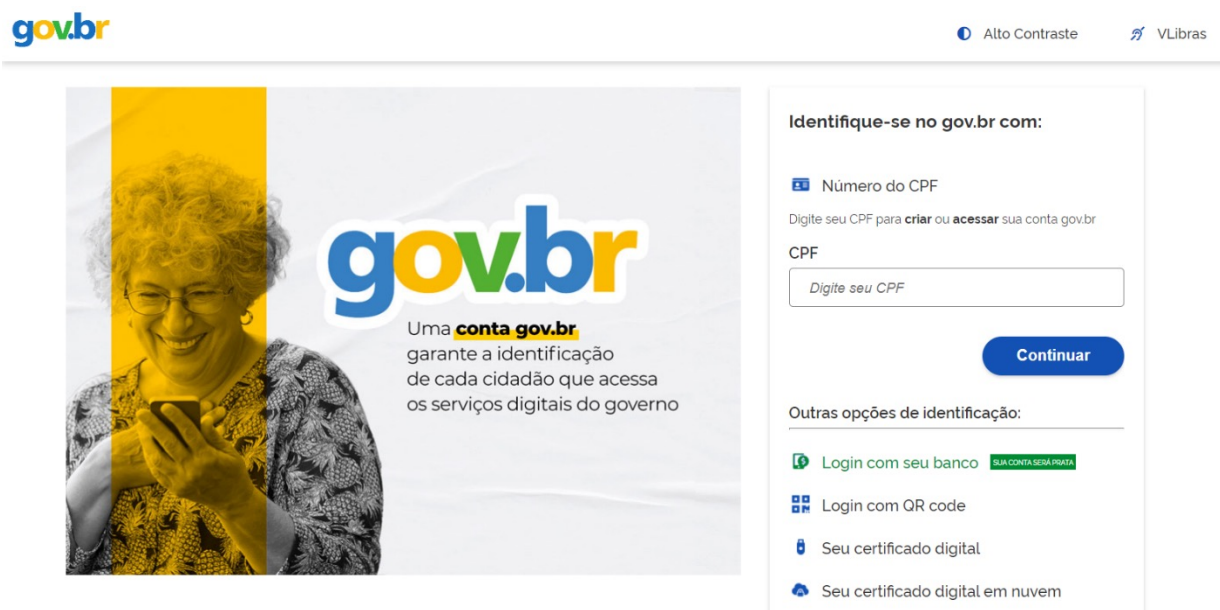 gov.br
Alto Contraste
VLibras
gov.br
Uma conta gov.br
garante a identificação
de cada cidadão que acessa
os serviços digitais do governo
Identifique-se no gov.br com:
Número do CPF
Digite seu CPF para criar ou acessar sua conta gov.br
CPF
Digite seu CPF
Continuar
Outras opções de identificação:
Login com seu banco SUA CONTA SERÁ PRATA
Login com QR code
Seu certificado digital
Seu certificado digital em nuvem